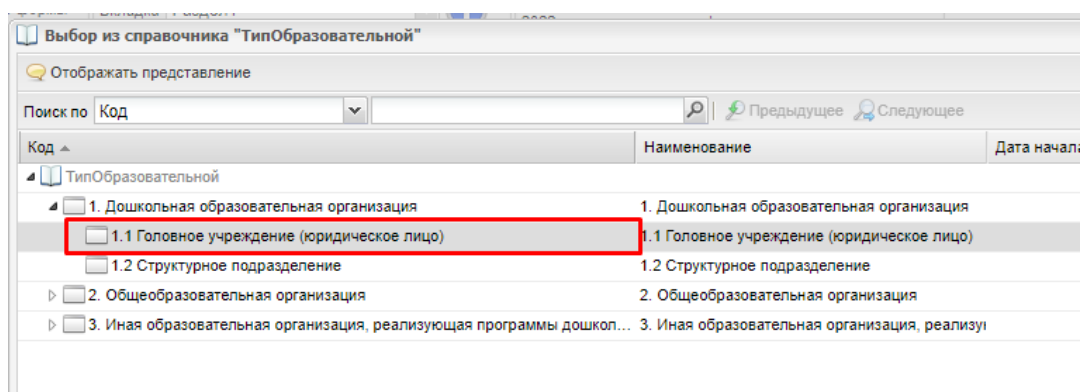 Выбор из справочника "ТипОбразовательной"
Отображать представление
Поиск по Код Предыдущее Следующее
Код Наименование Дата начала
ТипОбразовательной
1. Дошкольная образовательная организация 1. Дошкольная образовательная организация
1.1 Головное учреждение (юридическое лицо) 1.1 Головное учреждение (юридическое лицо)
1.2 Структурное подразделение 1.2 Структурное подразделение
2. Общеобразовательная организация 2. Общеобразовательная организация
3. Иная образовательная организация, реализующая программы дошкол... 3. Иная образовательная организация, реализу